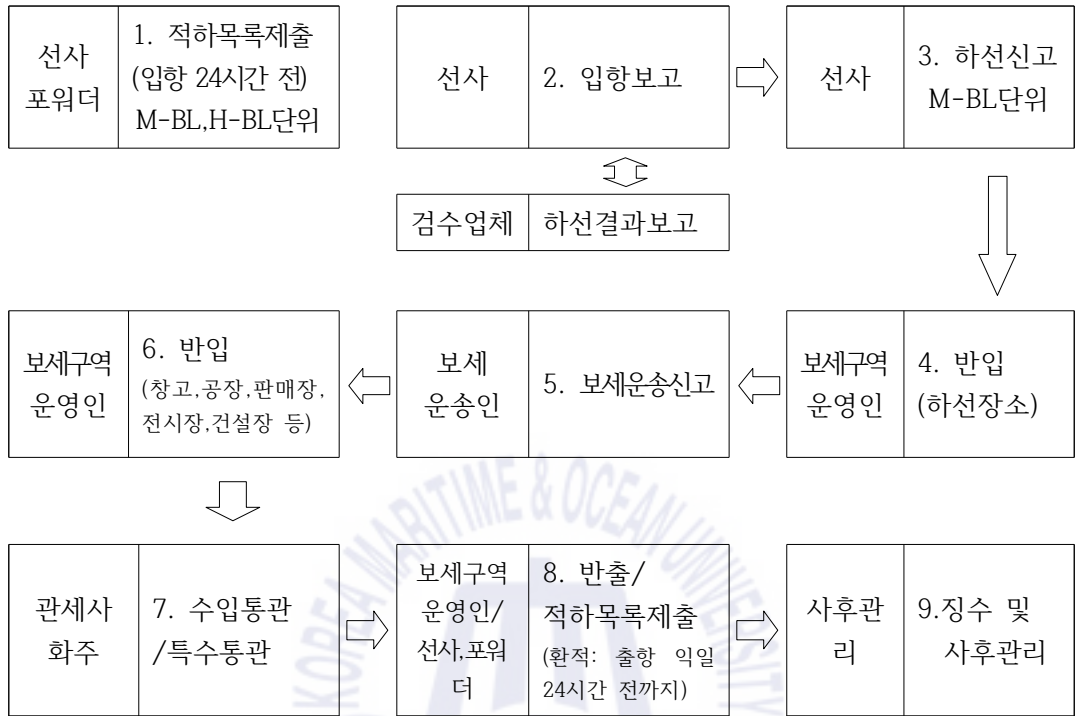 선사
포워더
1. 적하목록제출
(입항 24시간 전)
M-BL,H-BL단위
선사
2. 입항보고
선사
3. 하선신고
M-BL단위
검수업체
하선결과보고
보세구역
운영인
6. 반입
(창고,공장,판매장,
전시장,건설장 등)
보세
운송인
5. 보세운송신고
보세구역
운영인
4. 반입
(하선장소)
관세사
화주
7. 수입통관
/특수통관
보세구역
운영인/
선사,포워
더
8. 반출/
적하목록제출
(환적: 출항 익일
24시간 전까지)
사후관
리
9.징수 및
사후관리
KOREA MARITIME & OCEAN UNIVERSITY